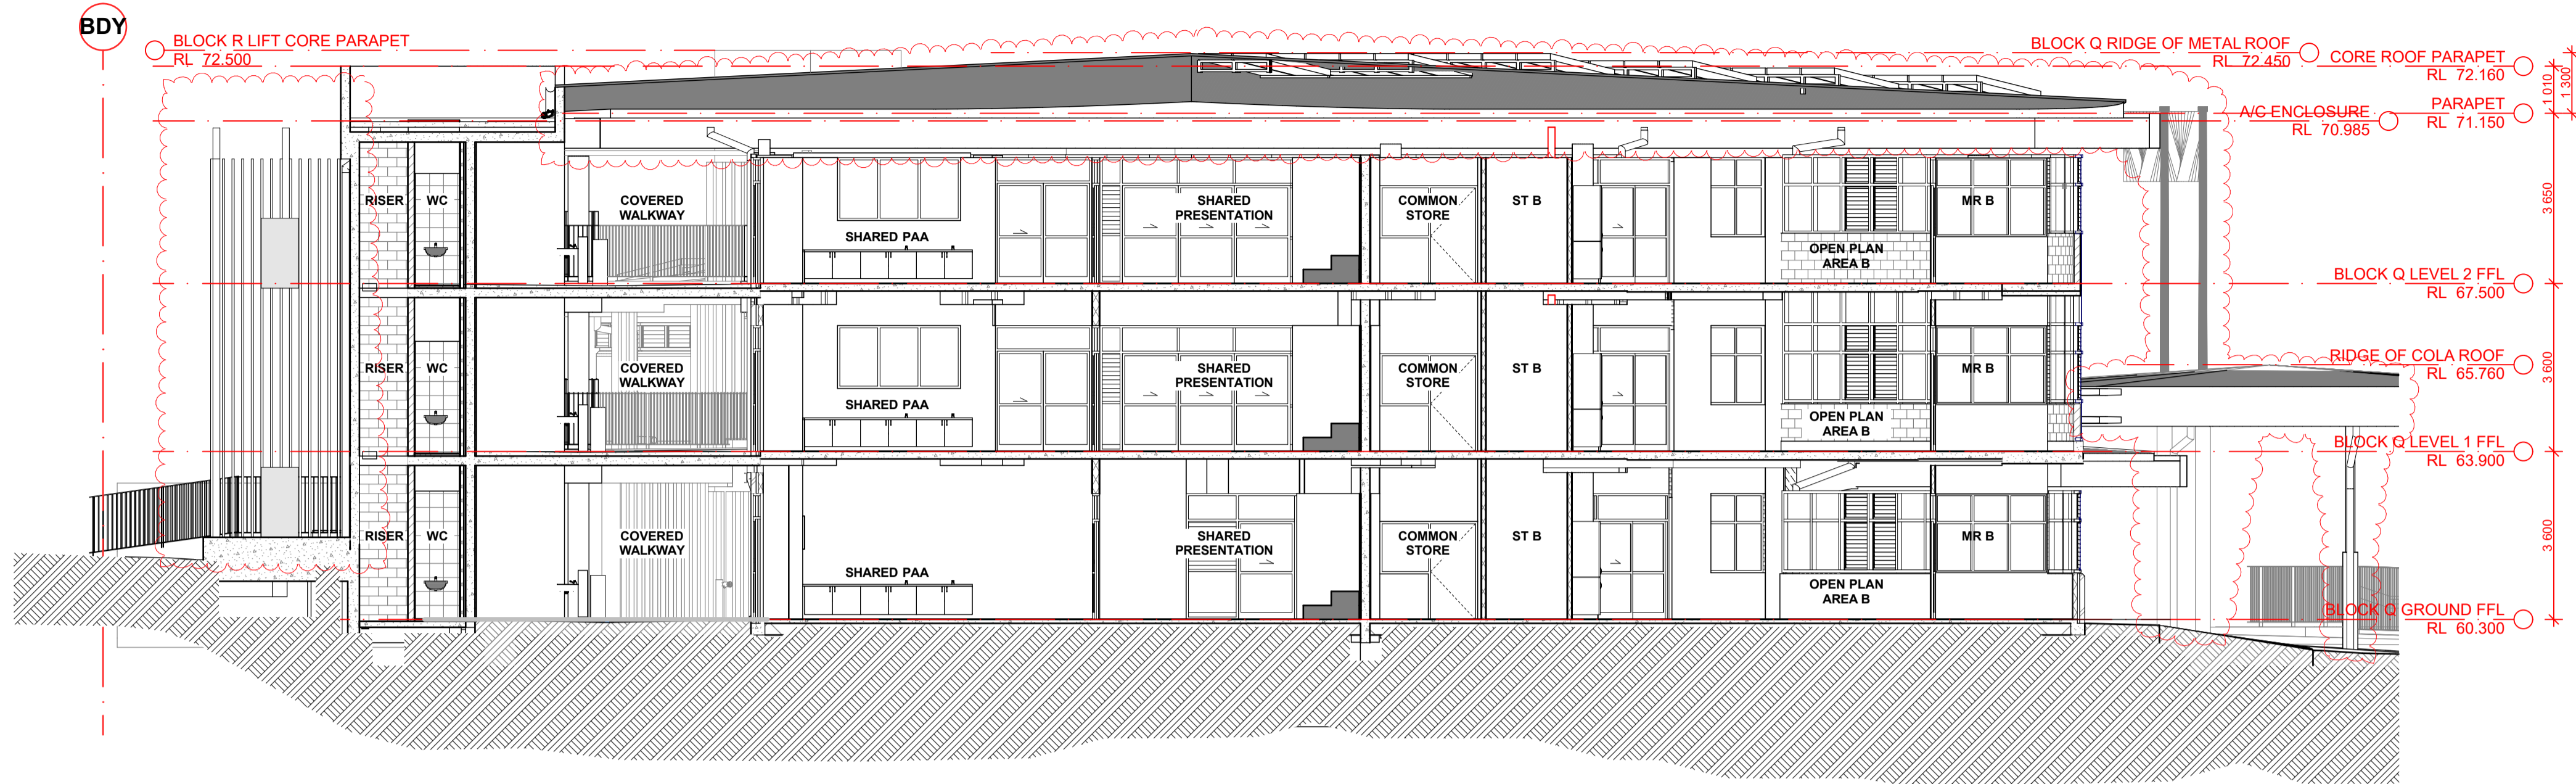 BDY
BLOCK R LIFT CORE PARAPET
RL 72.500
BLOCK Q RIDGE OF METAL ROOF
RL 72.450
CORE ROOF PARAPET
RL 72.160
A/C ENCLOSURE
RL 70.985
PARAPET
RL 71.150
1 010
1 300
RISER
WC
COVERED
WALKWAY
SHARED PAA
SHARED
PRESENTATION
COMMON
STORE
ST B
OPEN PLAN
AREA B
MR B
3 650
BLOCK Q LEVEL 2 FFL
RL 67.500
RISER
WC
COVERED
WALKWAY
SHARED PAA
SHARED
PRESENTATION
COMMON
STORE
ST B
OPEN PLAN
AREA B
MR B
RIDGE OF COLA ROOF
RL 65.760
3 600
BLOCK Q LEVEL 1 FFL
RL 63.900
RISER
WC
COVERED
WALKWAY
SHARED PAA
SHARED
PRESENTATION
COMMON
STORE
ST B
OPEN PLAN
AREA B
MR B
3 600
BLOCK Q GROUND FFL
RL 60.300